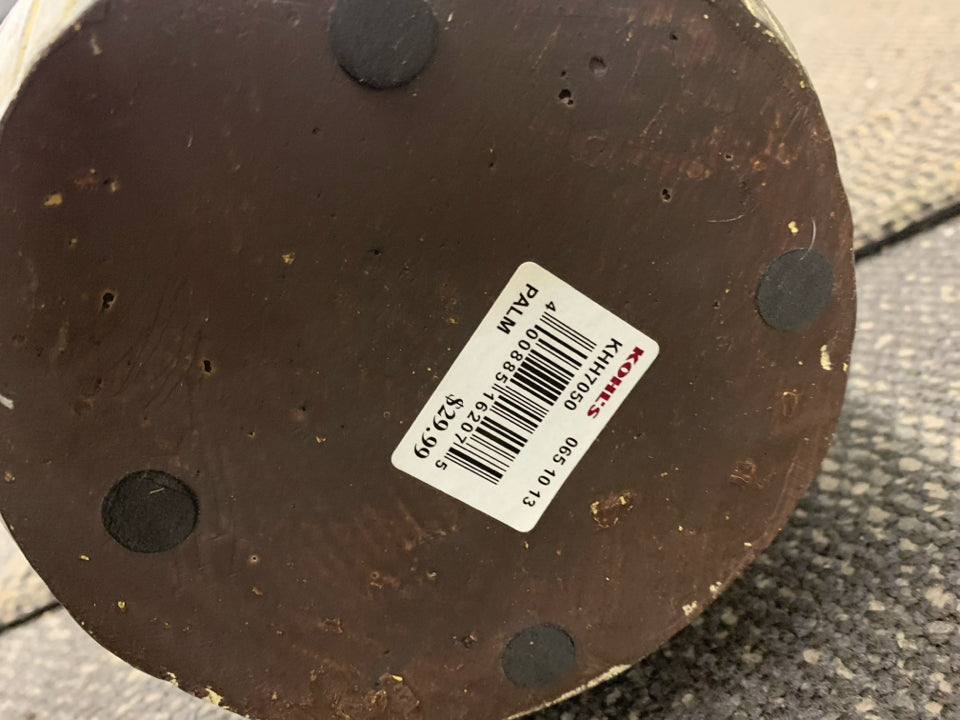 KOHL'S
KHH7050 065 10 13
4 00885 16207 5
PALM $29.99